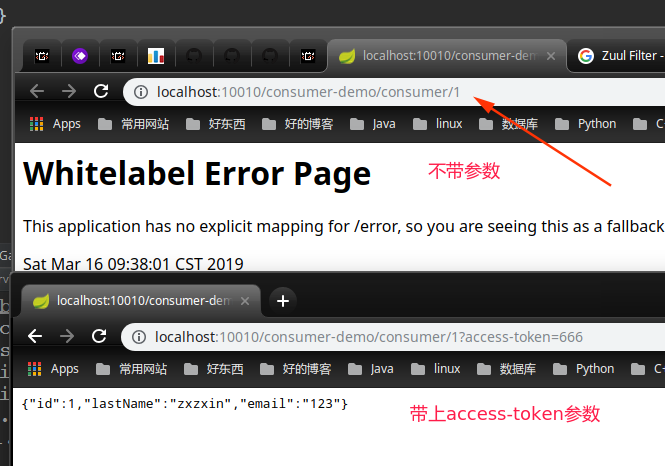 }
localhost:10010/consumer-dem
Zuul Filter -
localhost:10010/consumer-demo/consumer/1
Apps 常用网站 好东西 好的博客 Java linux 数据库 Python C
Whitelabel Error Page
不带参数
This application has no explicit mapping for /error, so you are seeing this as a fallback
Sat Mar 16 09:38:01 CST 2019
localhost:10010/consumer-dem
localhost:10010/consumer-demo/consumer/1?access-token=666
Apps 常用网站 好东西 好的博客 Java linux 数据库 Python C+
{"id":1,"lastName":"zxzxin","email":"123"}
带上access-token参数